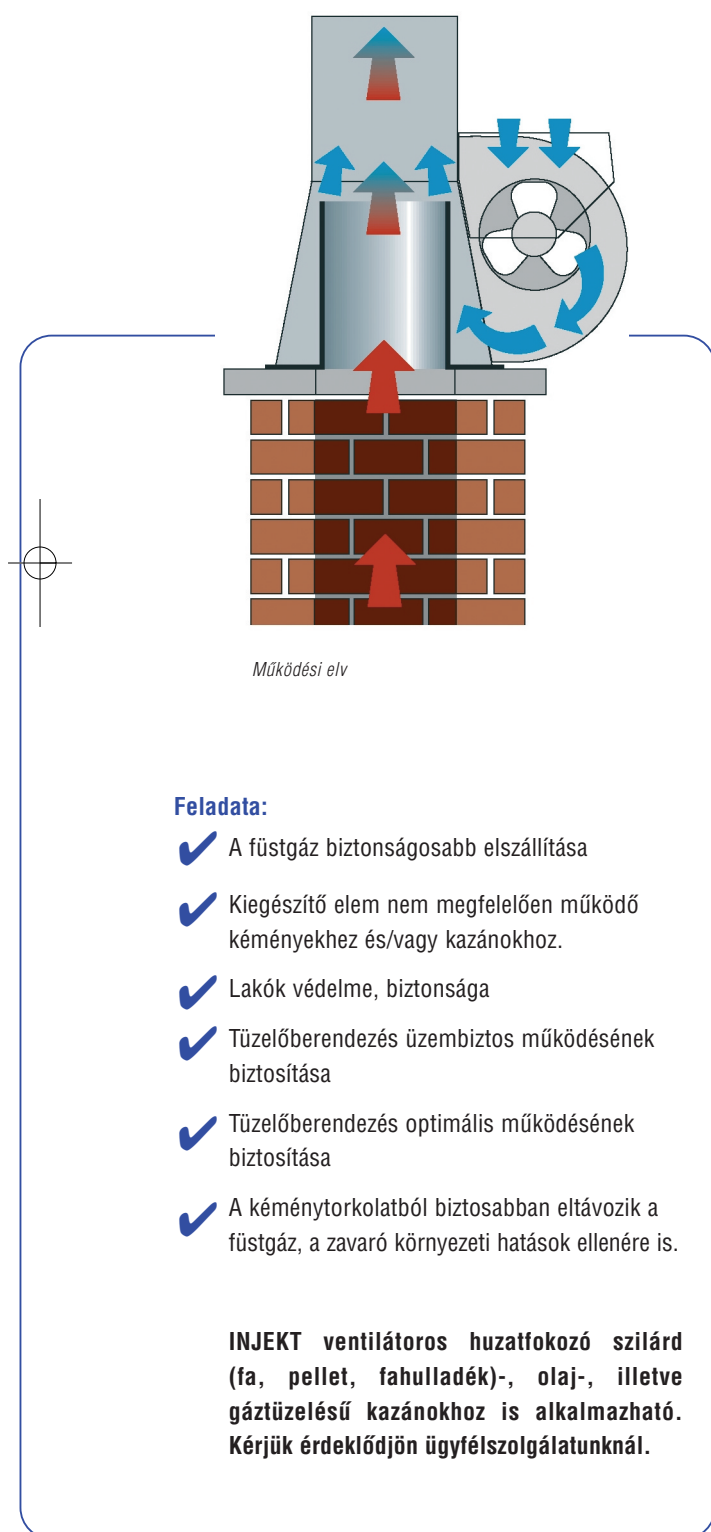 Működési elv
Feladata:
A füstgáz biztonságosabb elszállítása
Kiegészítő elem nem megfelelően működő
kéményekhez és/vagy kazánokhoz.
Lakók védelme, biztonsága
Tüzelőberendezés üzembiztos működésének
biztosítása
Tüzelőberendezés optimális működésének
biztosítása
A kéménytorkolatból biztosabban eltávozik a
füstgáz, a zavaró környezeti hatások ellenére is.
INJEKT ventilátoros huzatfokozó szilárd
(fa, pellet, fahulladék)-, olaj-, illetve
gáztüzelésű kazánokhoz is alkalmazható.
Kérjük érdeklődjön ügyfélszolgálatunknál.